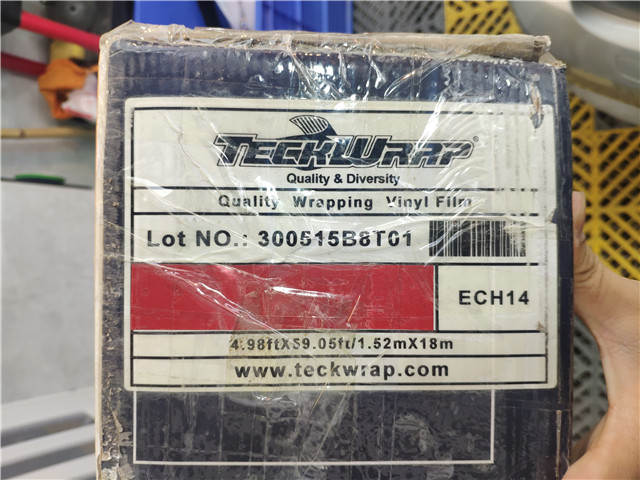 TECKWRAP®
Quality & Diversity
Quality Wrapping Vinyl Film
Lot NO.: 300515B8T01
ECH14
4.98ftX59.05ft/1.52mX18m
www.teckwrap.com